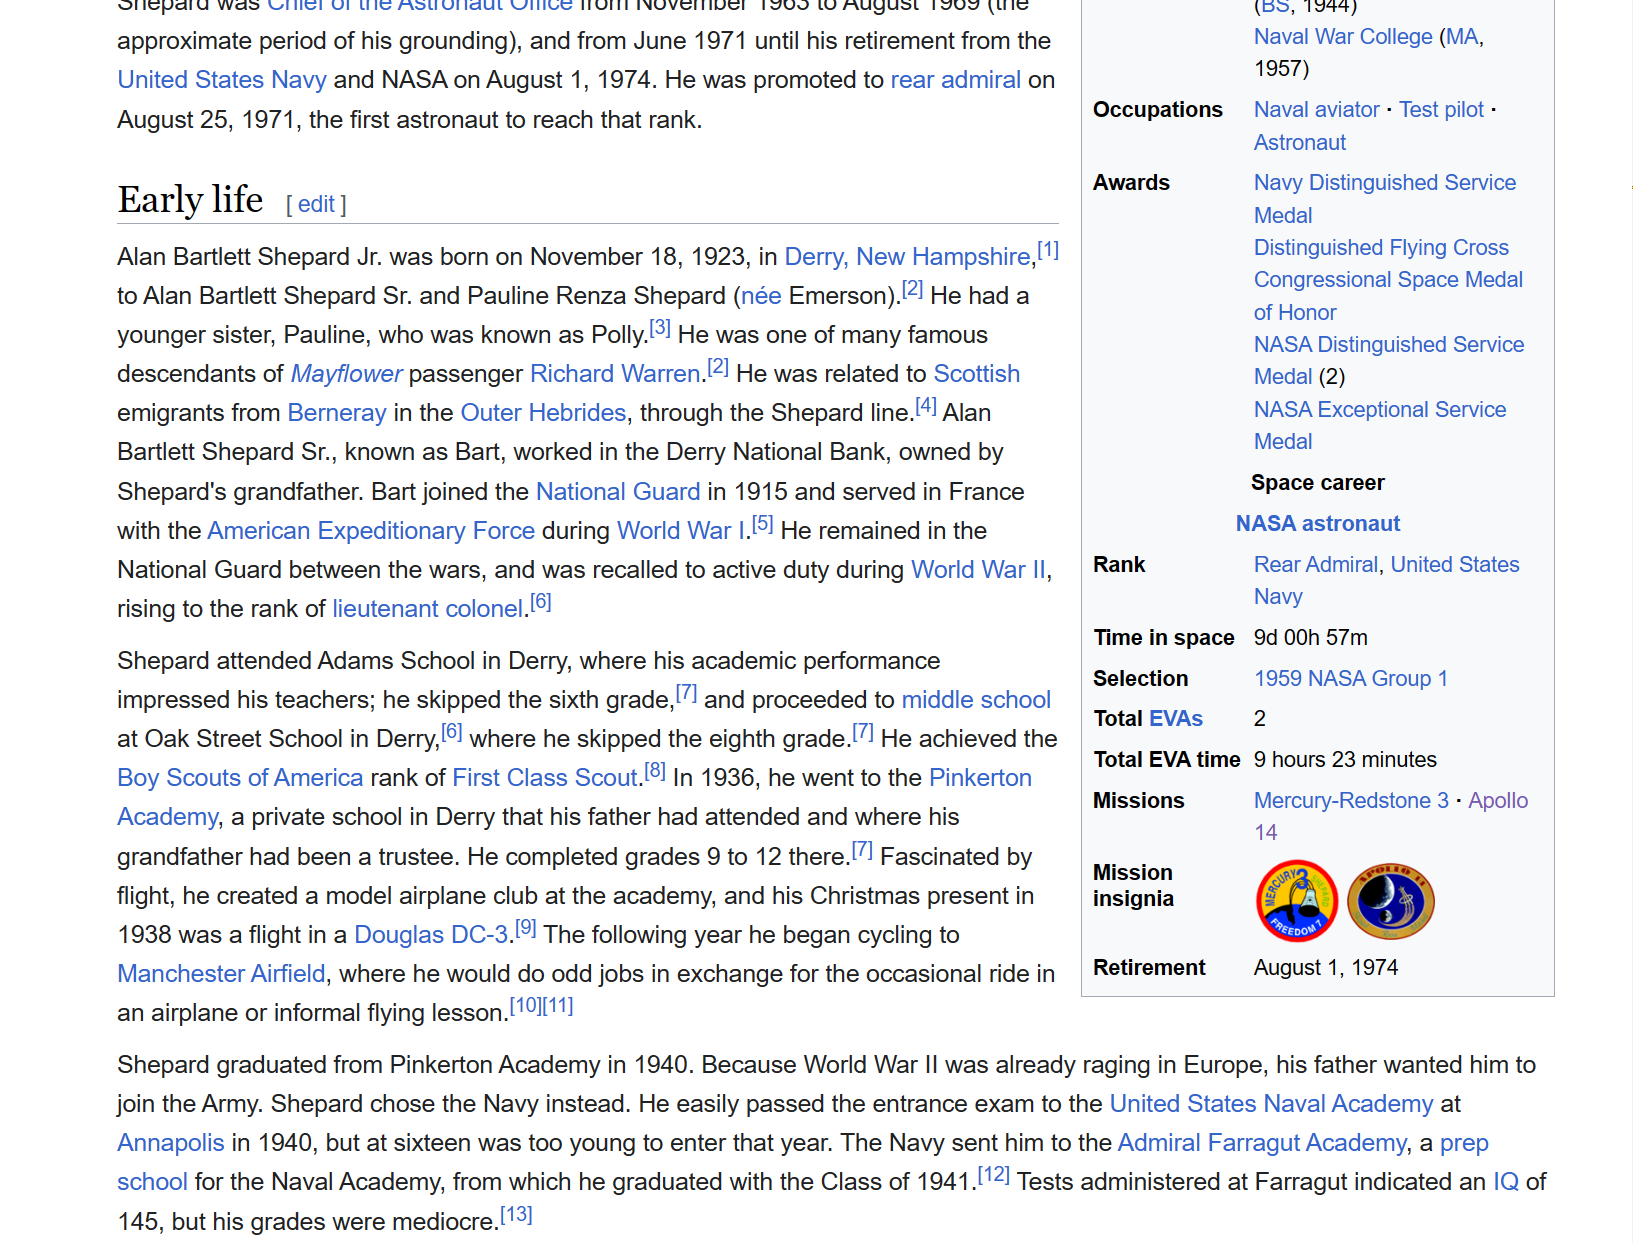 Shepard was Chief of the Astronaut Office from November 1963 to August 1969 (the
approximate period of his grounding), and from June 1971 until his retirement from the
United States Navy and NASA on August 1, 1974. He was promoted to rear admiral on
August 25, 1971, the first astronaut to reach that rank.
Early life [ edit ]
Alan Bartlett Shepard Jr. was born on November 18, 1923, in Derry, New Hampshire,[1]
to Alan Bartlett Shepard Sr. and Pauline Renza Shepard (née Emerson).[2] He had a
younger sister, Pauline, who was known as Polly.[3] He was one of many famous
descendants of Mayflower passenger Richard Warren.[2] He was related to Scottish
emigrants from Berneray in the Outer Hebrides, through the Shepard line.[4] Alan
Bartlett Shepard Sr., known as Bart, worked in the Derry National Bank, owned by
Shepard's grandfather. Bart joined the National Guard in 1915 and served in France
with the American Expeditionary Force during World War I.[5] He remained in the
National Guard between the wars, and was recalled to active duty during World War II,
rising to the rank of lieutenant colonel.[6]
Shepard attended Adams School in Derry, where his academic performance
impressed his teachers; he skipped the sixth grade,[7] and proceeded to middle school
at Oak Street School in Derry,[6] where he skipped the eighth grade.[7] He achieved the
Boy Scouts of America rank of First Class Scout.[8] In 1936, he went to the Pinkerton
Academy, a private school in Derry that his father had attended and where his
grandfather had been a trustee. He completed grades 9 to 12 there.[7] Fascinated by
flight, he created a model airplane club at the academy, and his Christmas present in
1938 was a flight in a Douglas DC-3.[9] The following year he began cycling to
Manchester Airfield, where he would do odd jobs in exchange for the occasional ride in
an airplane or informal flying lesson.[10][11]
Shepard graduated from Pinkerton Academy in 1940. Because World War II was already raging in Europe, his father wanted him to
join the Army. Shepard chose the Navy instead. He easily passed the entrance exam to the United States Naval Academy at
Annapolis in 1940, but at sixteen was too young to enter that year. The Navy sent him to the Admiral Farragut Academy, a prep
school for the Naval Academy, from which he graduated with the Class of 1941.[12] Tests administered at Farragut indicated an IQ of
145, but his grades were mediocre.[13]
(BS, 1944)
Naval War College (MA,
1957)
Occupations Naval aviator · Test pilot ·
Astronaut
Awards Navy Distinguished Service
Medal
Distinguished Flying Cross
Congressional Space Medal
of Honor
NASA Distinguished Service
Medal (2)
NASA Exceptional Service
Medal
Space career
NASA astronaut
Rank Rear Admiral, United States
Navy
Time in space 9d 00h 57m
Selection 1959 NASA Group 1
Total EVAs 2
Total EVA time 9 hours 23 minutes
Missions Mercury-Redstone 3 · Apollo
14
Mission
insignia
MERCURY 3 SHEPARD
FREEDOM 7
APOLLO 14
Retirement August 1, 1974